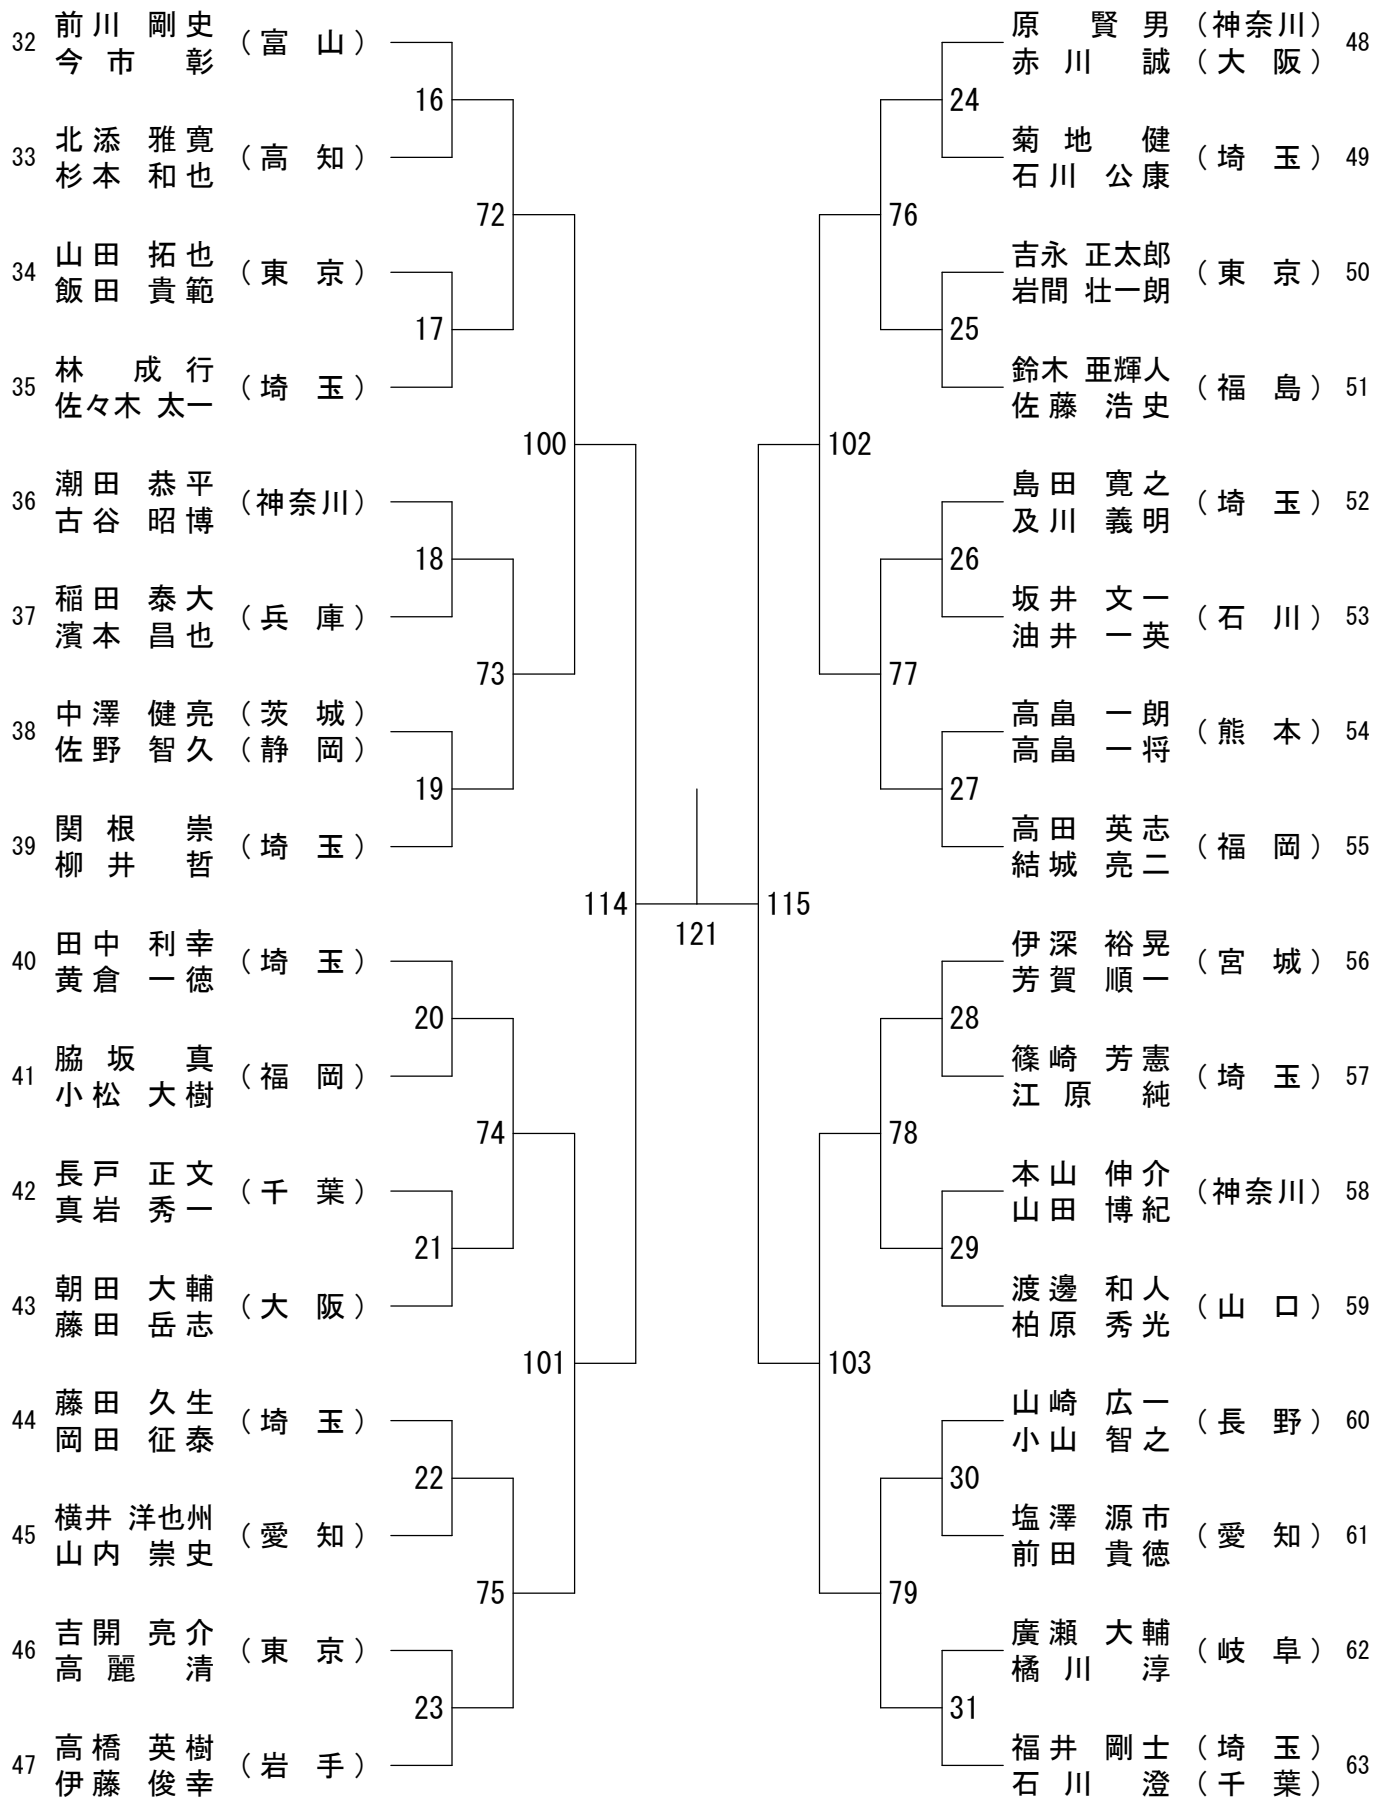 32 前川 剛史 (富山)
今市 彰
16
33 北添 雅寛 (高知)
杉本 和也
72
34 山田 拓也 (東京)
飯田 貴範
17
35 林 成行 (埼玉)
佐々木 太一
100
36 潮田 恭平 (神奈川)
古谷 昭博
18
37 稲田 泰大 (兵庫)
濱本 昌也
73
38 中澤 健亮 (茨城)
佐野 智久 (静岡)
19
39 関根 崇 (埼玉)
柳井 哲
114
40 田中 利幸 (埼玉)
黄倉 一徳
20
41 脇坂 真 (福岡)
小松 大樹
74
42 長戸 正文 (千葉)
真岩 秀一
21
43 朝田 大輔 (大阪)
藤田 岳志
101
44 藤田 久生 (埼玉)
岡田 征泰
22
45 横井 洋也州 (愛知)
山内 崇史
75
46 吉開 亮介 (東京)
高麗 清
23
47 高橋 英樹 (岩手)
伊藤 俊幸
121
原 賢男 (神奈川) 48
赤川 誠 (大阪)
24
菊地 健 (埼玉) 49
石川 公康
76
吉永 正太郎 (東京) 50
岩間 壮一朗
25
鈴木 亜輝人 (福島) 51
佐藤 浩史
102
島田 寛之 (埼玉) 52
及川 義明
26
坂井 文一 (石川) 53
油井 一英
77
高畠 一朗 (熊本) 54
高畠 一将
27
高田 英志 (福岡) 55
結城 亮二
115
伊深 裕晃 (宮城) 56
芳賀 順一
28
篠崎 芳憲 (埼玉) 57
江原 純
78
本山 伸介 (神奈川) 58
山田 博紀
29
渡邊 和人 (山口) 59
柏原 秀光
103
山崎 広一 (長野) 60
小山 智之
30
塩澤 源市 (愛知) 61
前田 貴徳
79
廣瀬 大輔 (岐阜) 62
橘川 淳
31
福井 剛士 (埼玉) 63
石川 澄 (千葉)